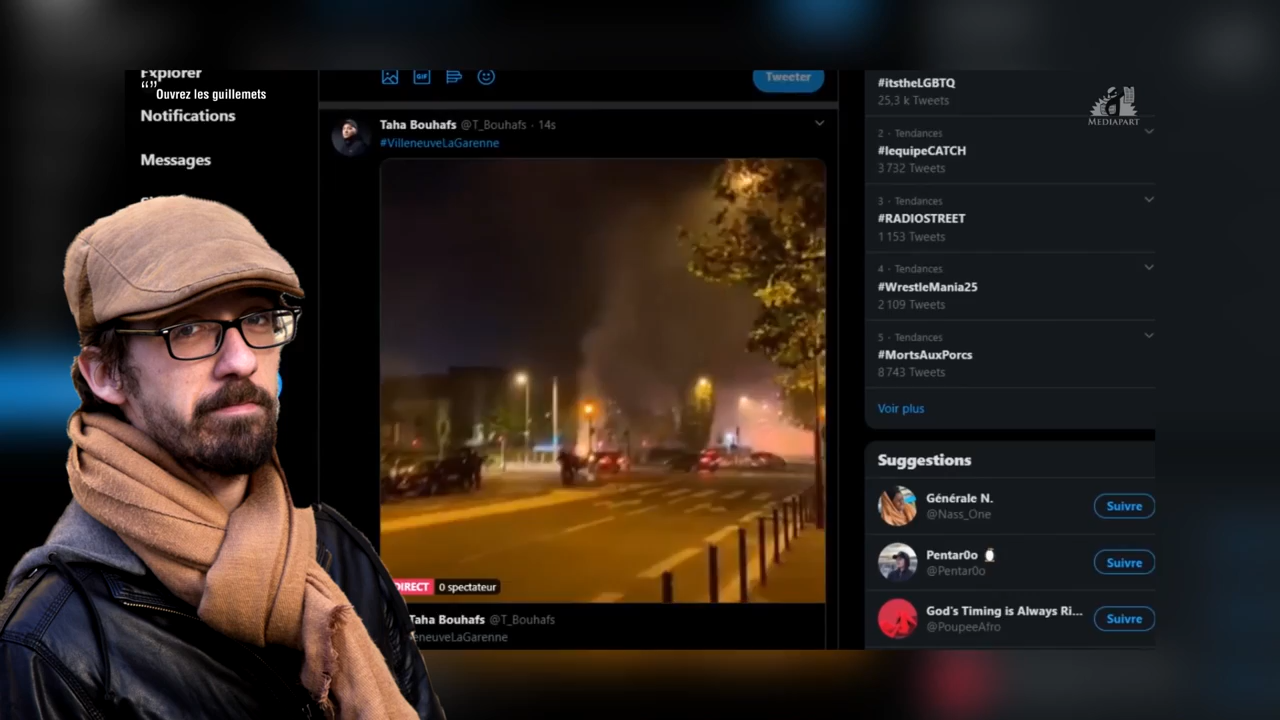 Explorer
“”Ouvrez les guillemets
Notifications
Messages
GIF
Tweeter
Taha Bouhafs @T_Bouhafs · 14s
#VilleneuveLaGarenne
DIRECT 0 spectateur
Taha Bouhafs @T_Bouhafs
eneuveLaGarenne
#itstheLGBTQ
25,3 k Tweets
a
MEDIAPART
2 · Tendances
#lequipeCATCH
3 732 Tweets
3 · Tendances
#RADIOSTREET
1 153 Tweets
4 · Tendances
#WrestleMania25
2 109 Tweets
5 · Tendances
#MortsAuxPorcs
8 743 Tweets
Voir plus
Suggestions
Générale N.
@Nass_One
Suivre
Pentar0o
@Pentar0o
Suivre
God's Timing is Always Ri...
@PoupeeAfro
Suivre